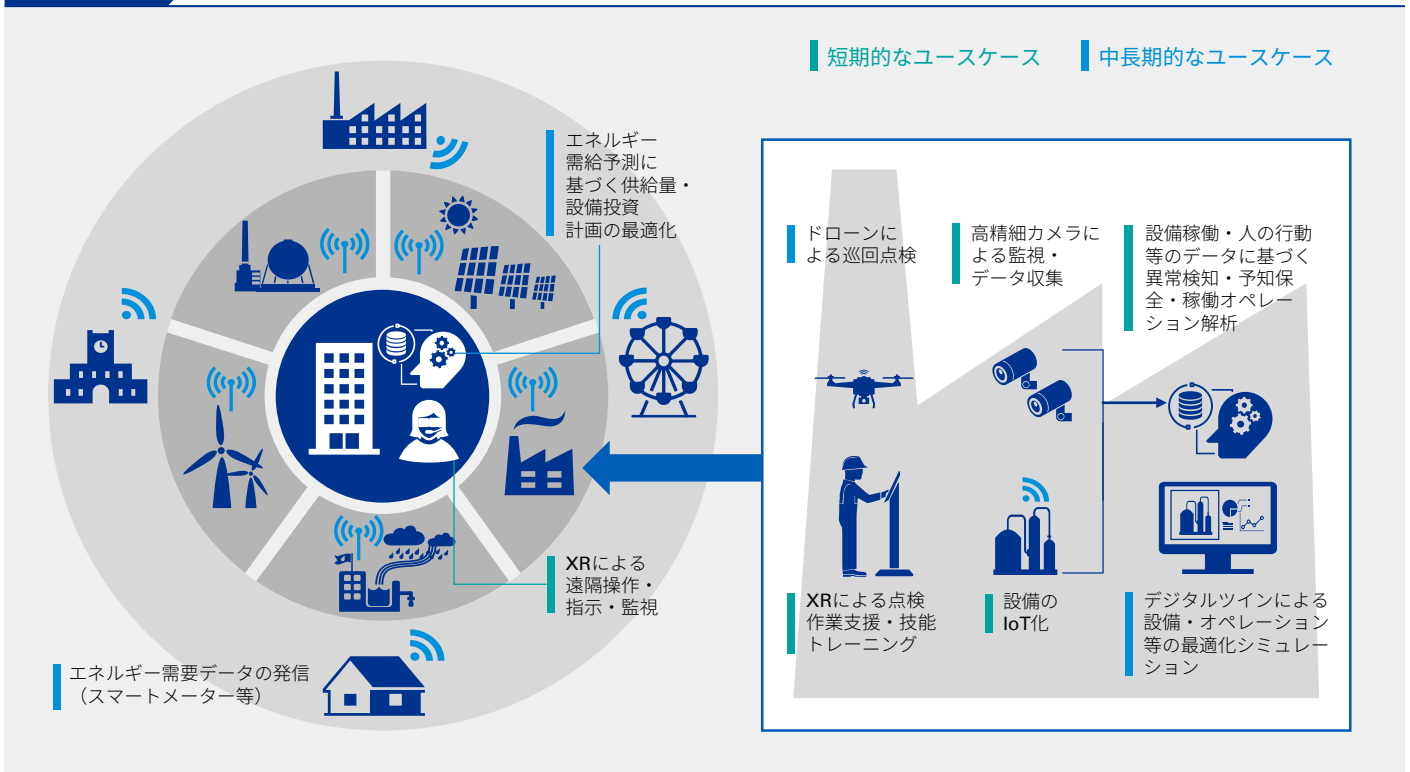 短期的なユースケース
中長期的なユースケース
エネルギー
需給予測に
基づく供給量・
設備投資
計画の最適化
XRによる
遠隔操作・
指示・監視
エネルギー需要データの発信
（スマートメーター等）
ドローンに
よる巡回点検
高精細カメラに
よる監視・
データ収集
設備稼働・人の行動
等のデータに基づく
異常検知・予知保
全・稼働オペレー
ション解析
XRによる点検
作業支援・技能
トレーニング
設備の
IoT化
デジタルツインによる
設備・オペレーション
等の最適化シミュレー
ション